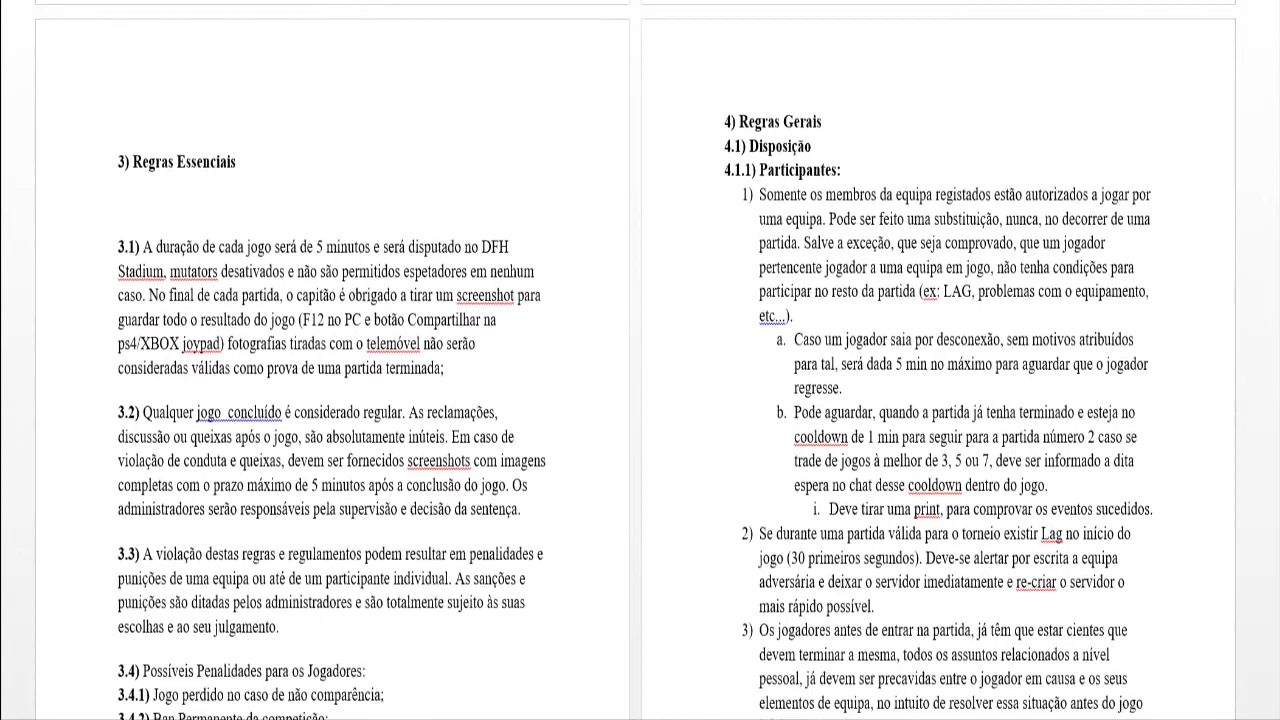 3) Regras Essenciais
3.1) A duração de cada jogo será de 5 minutos e será disputado no DFH
Stadium, mutators desativados e não são permitidos espetadores em nenhum
caso. No final de cada partida, o capitão é obrigado a tirar um screenshot para
guardar todo o resultado do jogo (F12 no PC e botão Compartilhar na
ps4/XBOX joypad) fotografias tiradas com o telemóvel não serão
consideradas válidas como prova de uma partida terminada;
3.2) Qualquer jogo  concluído é considerado regular. As reclamações,
discussão ou queixas após o jogo, são absolutamente inúteis. Em caso de
violação de conduta e queixas, devem ser fornecidos screenshots com imagens
completas com o prazo máximo de 5 minutos após a conclusão do jogo. Os
administradores serão responsáveis pela supervisão e decisão da sentença.
3.3) A violação destas regras e regulamentos podem resultar em penalidades e
punições de uma equipa ou até de um participante individual. As sanções e
punições são ditadas pelos administradores e são totalmente sujeito às suas
escolhas e ao seu julgamento.
3.4) Possíveis Penalidades para os Jogadores:
3.4.1) Jogo perdido no caso de não comparência;
3.4.2) Ban Permanente da competição;
4) Regras Gerais
4.1) Disposição
4.1.1) Participantes:
1) Somente os membros da equipa registados estão autorizados a jogar por
uma equipa. Pode ser feito uma substituição, nunca, no decorrer de uma
partida. Salve a exceção, que seja comprovado, que um jogador
pertencente jogador a uma equipa em jogo, não tenha condições para
participar no resto da partida (ex: LAG, problemas com o equipamento,
etc...).
a. Caso um jogador saia por desconexão, sem motivos atribuídos
para tal, será dada 5 min no máximo para aguardar que o jogador
regresse.
b. Pode aguardar, quando a partida já tenha terminado e esteja no
cooldown de 1 min para seguir para a partida número 2 caso se
trade de jogos à melhor de 3, 5 ou 7, deve ser informado a dita
espera no chat desse cooldown dentro do jogo.
i. Deve tirar uma print, para comprovar os eventos sucedidos.
2) Se durante uma partida válida para o torneio existir Lag no início do
jogo (30 primeiros segundos). Deve-se alertar por escrita a equipa
adversária e deixar o servidor imediatamente e re-criar o servidor o
mais rápido possível.
3) Os jogadores antes de entrar na partida, já têm que estar cientes que
devem terminar a mesma, todos os assuntos relacionados a nível
pessoal, já devem ser precavidas entre o jogador em causa e os seus
elementos de equipa, no intuito de resolver essa situação antes do jogo